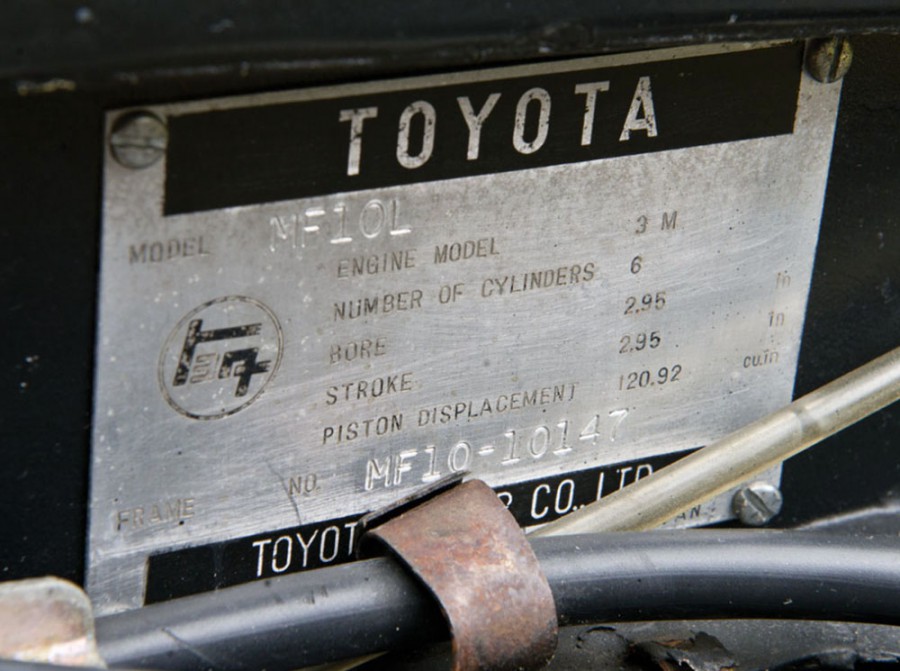 TOYOTA
MODEL MF10L
ENGINE MODEL 3 M
NUMBER OF CYLINDERS 6
BORE 2.95 in
STROKE 2.95 in
PISTON DISPLACEMENT 120.92 cu.in
FRAME NO. MF10-10147
CO., LTD.